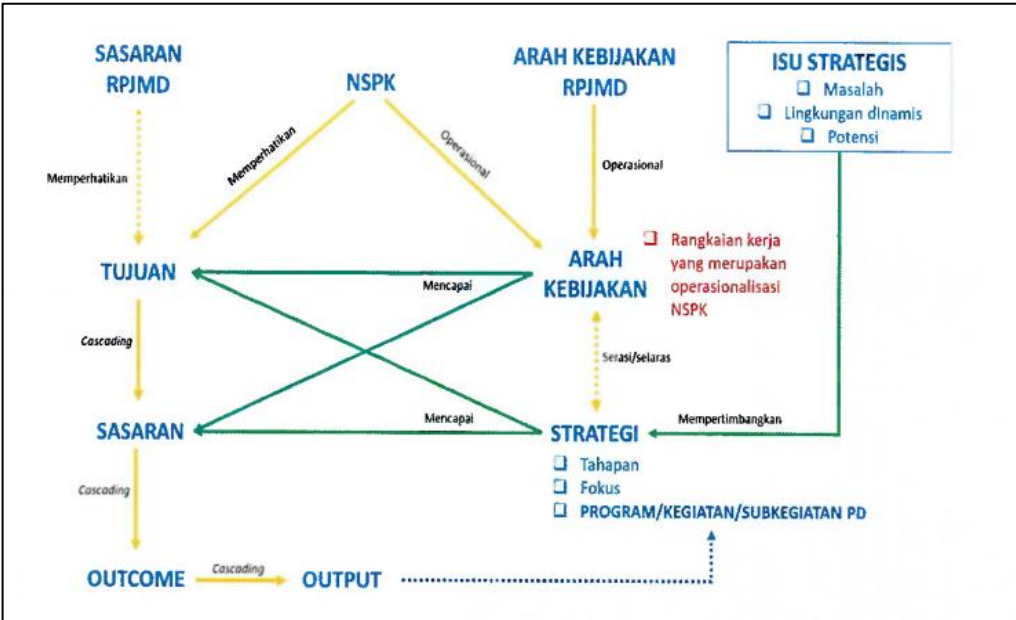 SASARAN
RPJMD
NSPK
ARAH KEBIJAKAN
RPJMD
ISU STRATEGIS
Masalah
Lingkungan dinamis
Potensi
Memperhatikan
Memperhatikan
Operasional
Operasional
TUJUAN
Mencapai
ARAH
KEBIJAKAN
Rangkaian kerja
yang merupakan
operasionalisasi
NSPK
Cascading
Serasi/selaras
SASARAN
Mencapai
STRATEGI
Mempertimbangkan
Tahapan
Fokus
PROGRAM/KEGIATAN/SUBKEGIATAN PD
Cascading
OUTCOME
Cascading
OUTPUT